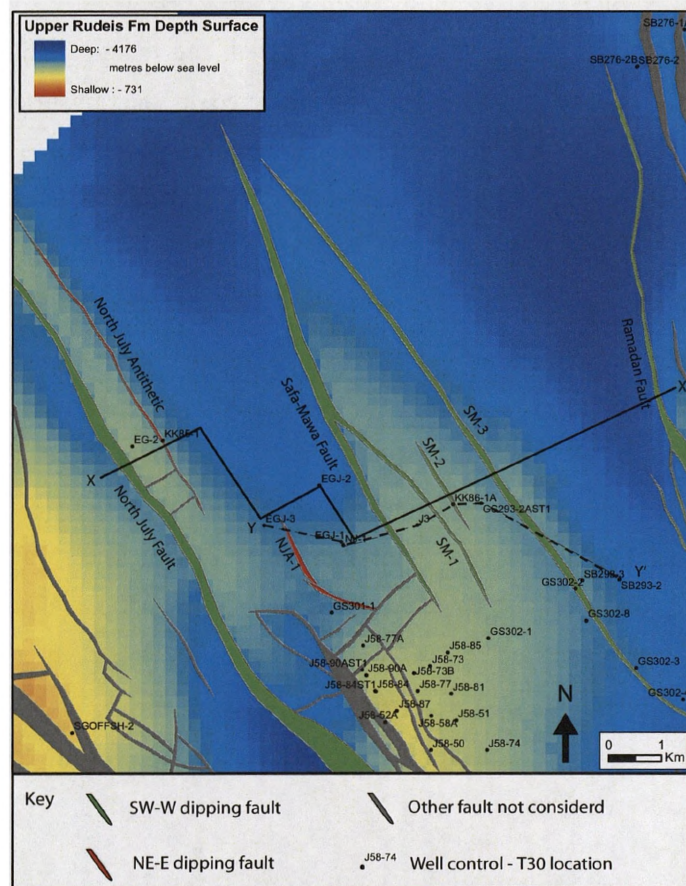 Upper Rudeis Fm Depth Surface
Deep: - 4176
metres below sea level
Shallow : - 731
SB276-1
SB276-2B
SB276-2
North July Antithetic
EG-2
KK85-1
X
North July Fault
Safa-Mawa Fault
SM-3
Ramadan Fault
X
SM-2
EGJ-2
KK86-1A
GS293-2AST1
Y
EGJ-3
EGJ-1
J3
SM-1
NJA-1
Y'
SB293-2
GS302-2
GS301-1
GS302-8
J58-77A
GS302-1
J58-85
J58-90AST1
J58-90A
J58-73
J58-73B
GS302-3
J58-84ST1
J58-84
J58-77
J58-81
J58-87
J58-52A
J58-58A
J58-51
SGOFFSH-2
J58-50
J58-74
N
0 1
Km
Key
SW-W dipping fault
Other fault not considerd
NE-E dipping fault
J58-74
Well control - T30 location